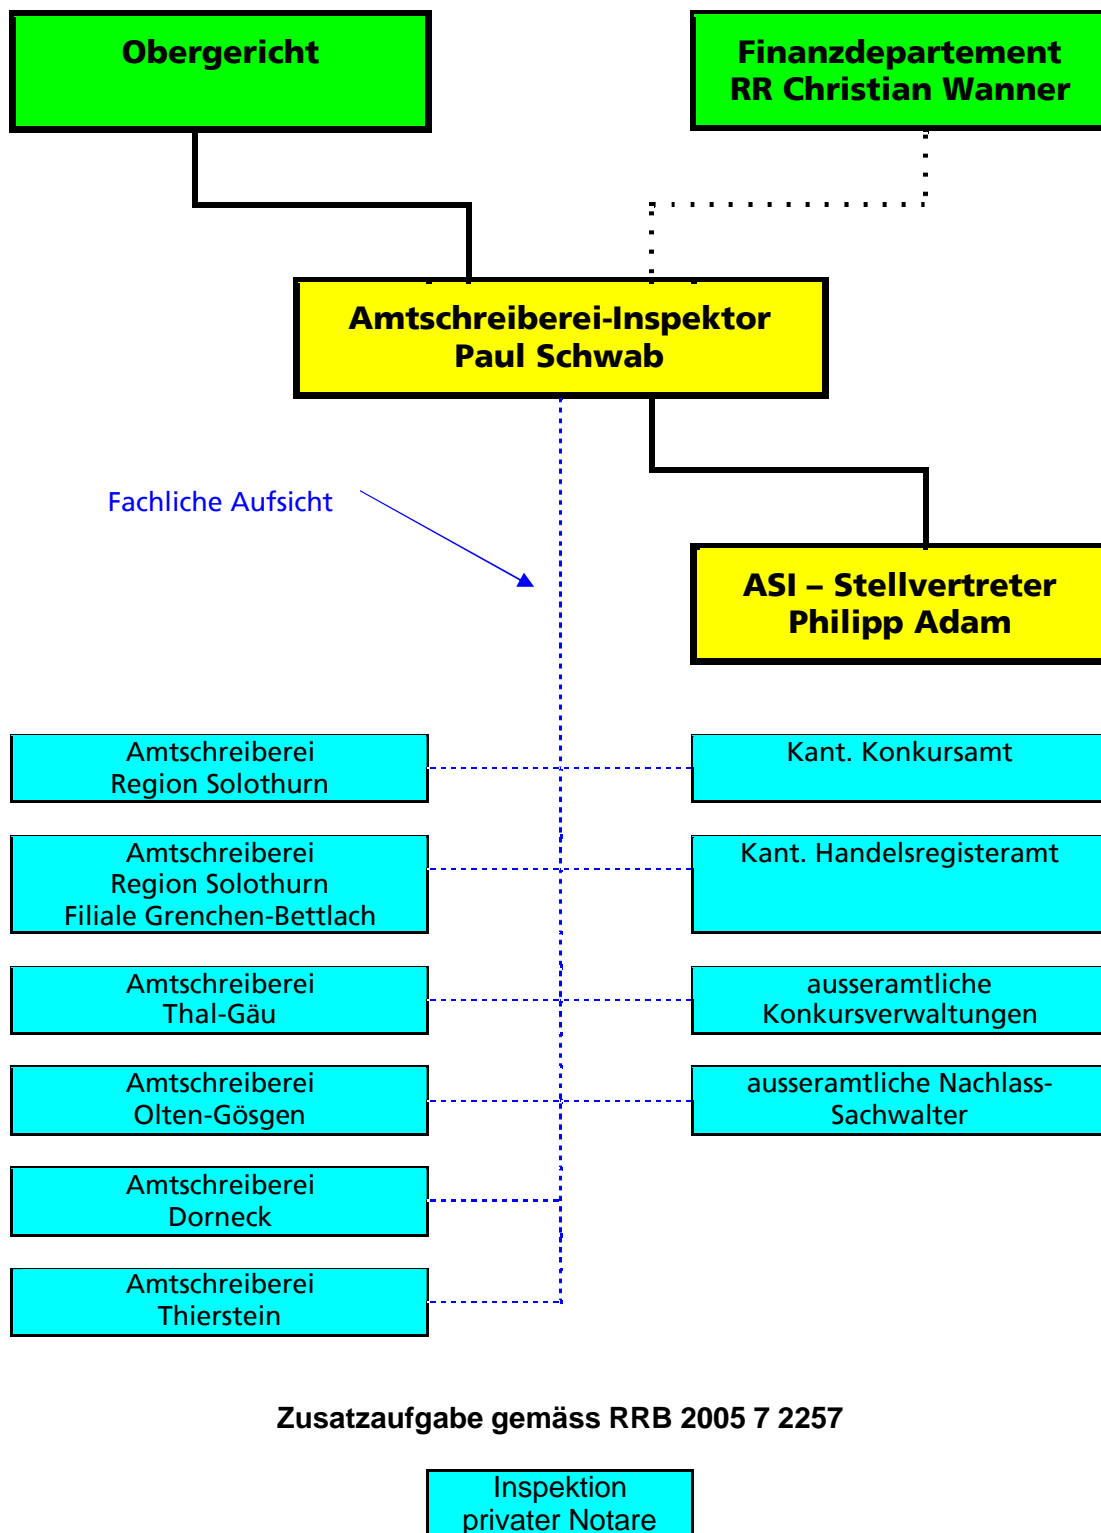 Obergericht
Finanzdepartement
RR Christian Wanner
Amtschreiberei-Inspektor
Paul Schwab
Fachliche Aufsicht
ASI – Stellvertreter
Philipp Adam
Amtschreiberei
Region Solothurn
Kant. Konkursamt
Amtschreiberei
Region Solothurn
Filiale Grenchen-Bettlach
Kant. Handelsregisteramt
Amtschreiberei
Thal-Gäu
ausseramtliche
Konkursverwaltungen
Amtschreiberei
Olten-Gösgen
ausseramtliche Nachlass-
Sachwalter
Amtschreiberei
Dorneck
Amtschreiberei
Thierstein
Zusatzaufgabe gemäss RRB 2005 7 2257
Inspektion
privater Notare